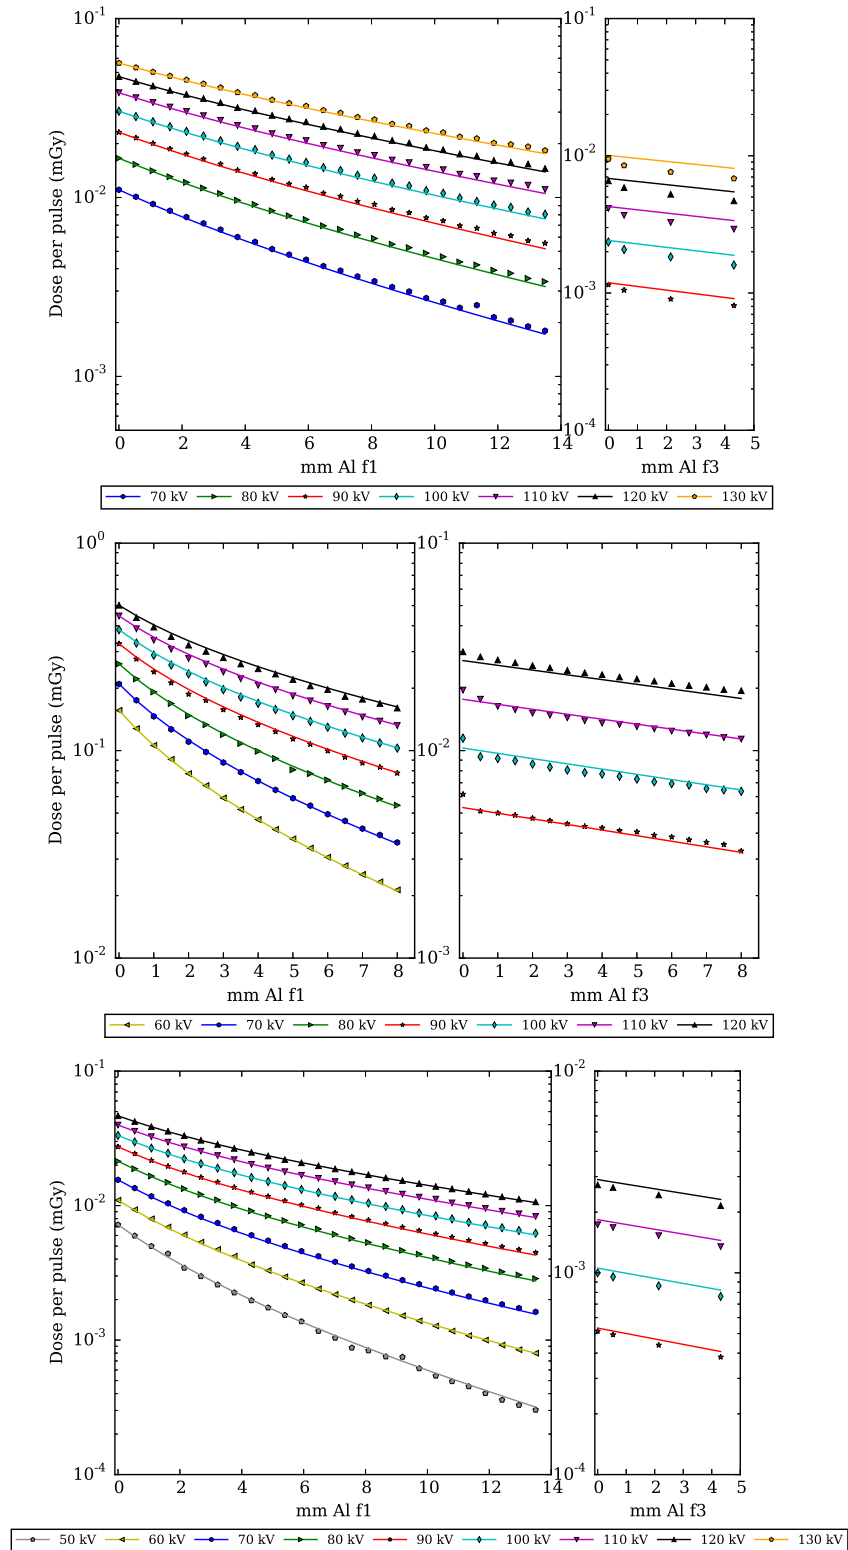 10^-1
10^-2
10^-3
Dose per pulse (mGy)
0 2 4 6 8 10 12 14
mm Al f1
10^-1
10^-2
10^-3
10^-4
0 1 2 3 4 5
mm Al f3
70 kV 80 kV 90 kV 100 kV 110 kV 120 kV 130 kV
10^0
10^-1
10^-2
Dose per pulse (mGy)
0 1 2 3 4 5 6 7 8
mm Al f1
10^-1
10^-2
10^-3
0 1 2 3 4 5 6 7 8
mm Al f3
60 kV 70 kV 80 kV 90 kV 100 kV 110 kV 120 kV
10^-1
10^-2
10^-3
10^-4
Dose per pulse (mGy)
0 2 4 6 8 10 12 14
mm Al f1
10^-2
10^-3
10^-4
0 1 2 3 4 5
mm Al f3
50 kV 60 kV 70 kV 80 kV 90 kV 100 kV 110 kV 120 kV 130 kV